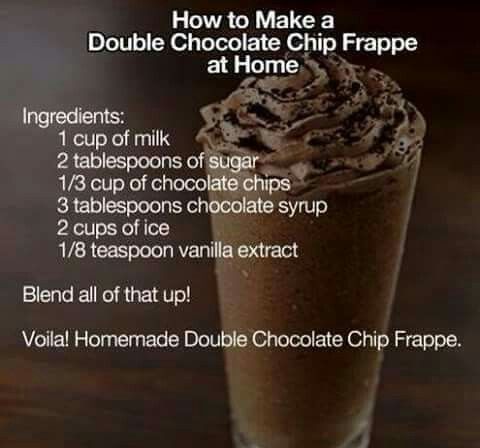 How to Make a
Double Chocolate Chip Frappe
at Home
Ingredients:
1 cup of milk
2 tablespoons of sugar
1/3 cup of chocolate chips
3 tablespoons chocolate syrup
2 cups of ice
1/8 teaspoon vanilla extract
Blend all of that up!
Voila! Homemade Double Chocolate Chip Frappe.